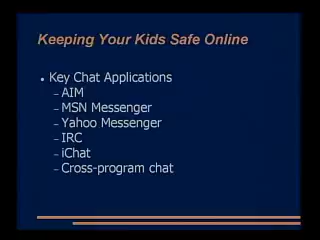 Keeping Your Kids Safe Online
• Key Chat Applications
– AIM
– MSN Messenger
– Yahoo Messenger
– IRC
– iChat
– Cross-program chat